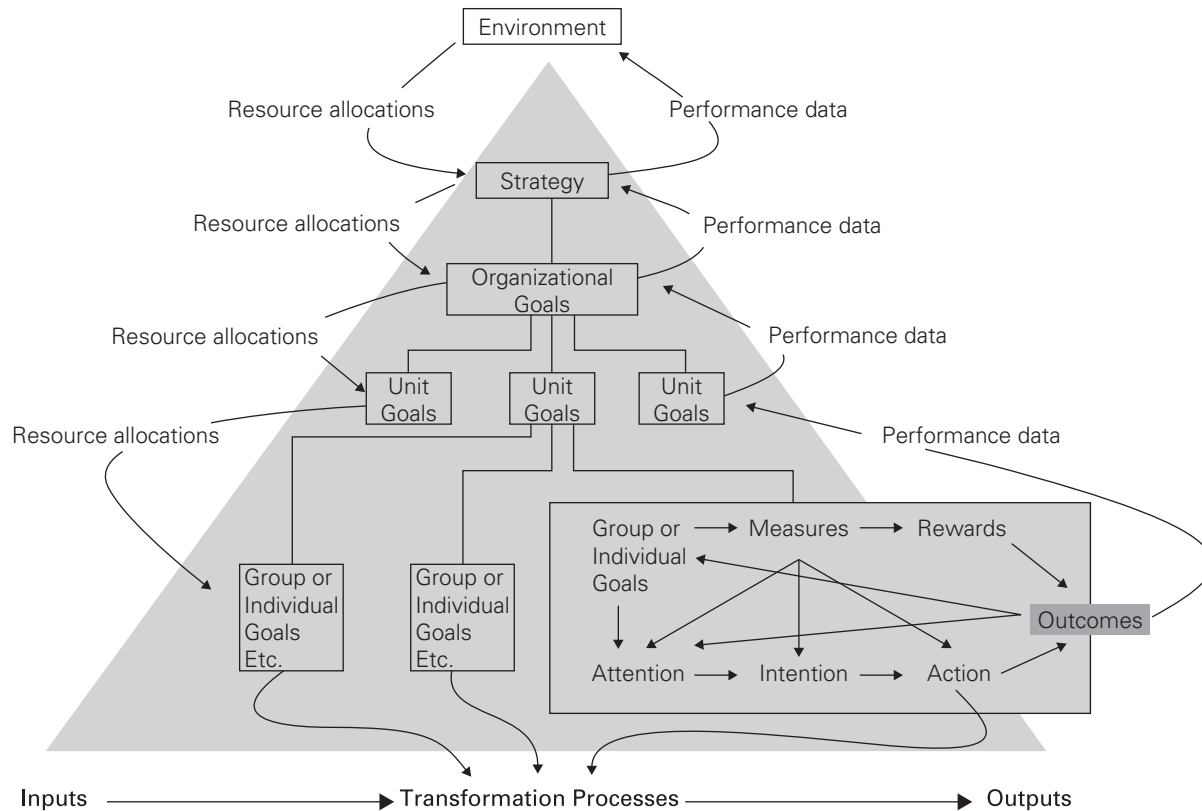 Environment
Resource allocations
Performance data
Strategy
Resource allocations
Performance data
Organizational
Goals
Resource allocations
Performance data
Unit
Goals
Unit
Goals
Unit
Goals
Resource allocations
Performance data
Group or
Individual
Goals
Measures
Rewards
Group or
Individual
Goals
Etc.
Group or
Individual
Goals
Etc.
Outcomes
Attention
Intention
Action
Inputs
Transformation Processes
Outputs